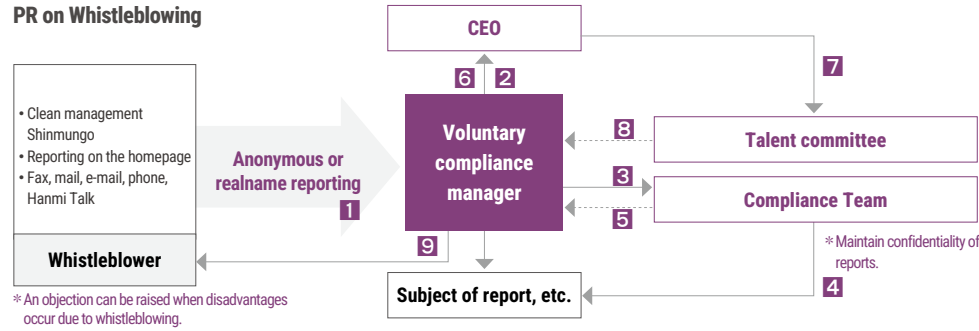 PR on Whistleblowing
CEO
6 2
7
• Clean management
Shinmungo
• Reporting on the homepage
• Fax, mail, e-mail, phone,
Hanmi Talk
Anonymous or
realname reporting
1
Voluntary
compliance
manager
8
Talent committee
3
5
Compliance Team
Whistleblower
9
* Maintain confidentiality of
reports.
4
Subject of report, etc.
* An objection can be raised when disadvantages
occur due to whistleblowing.